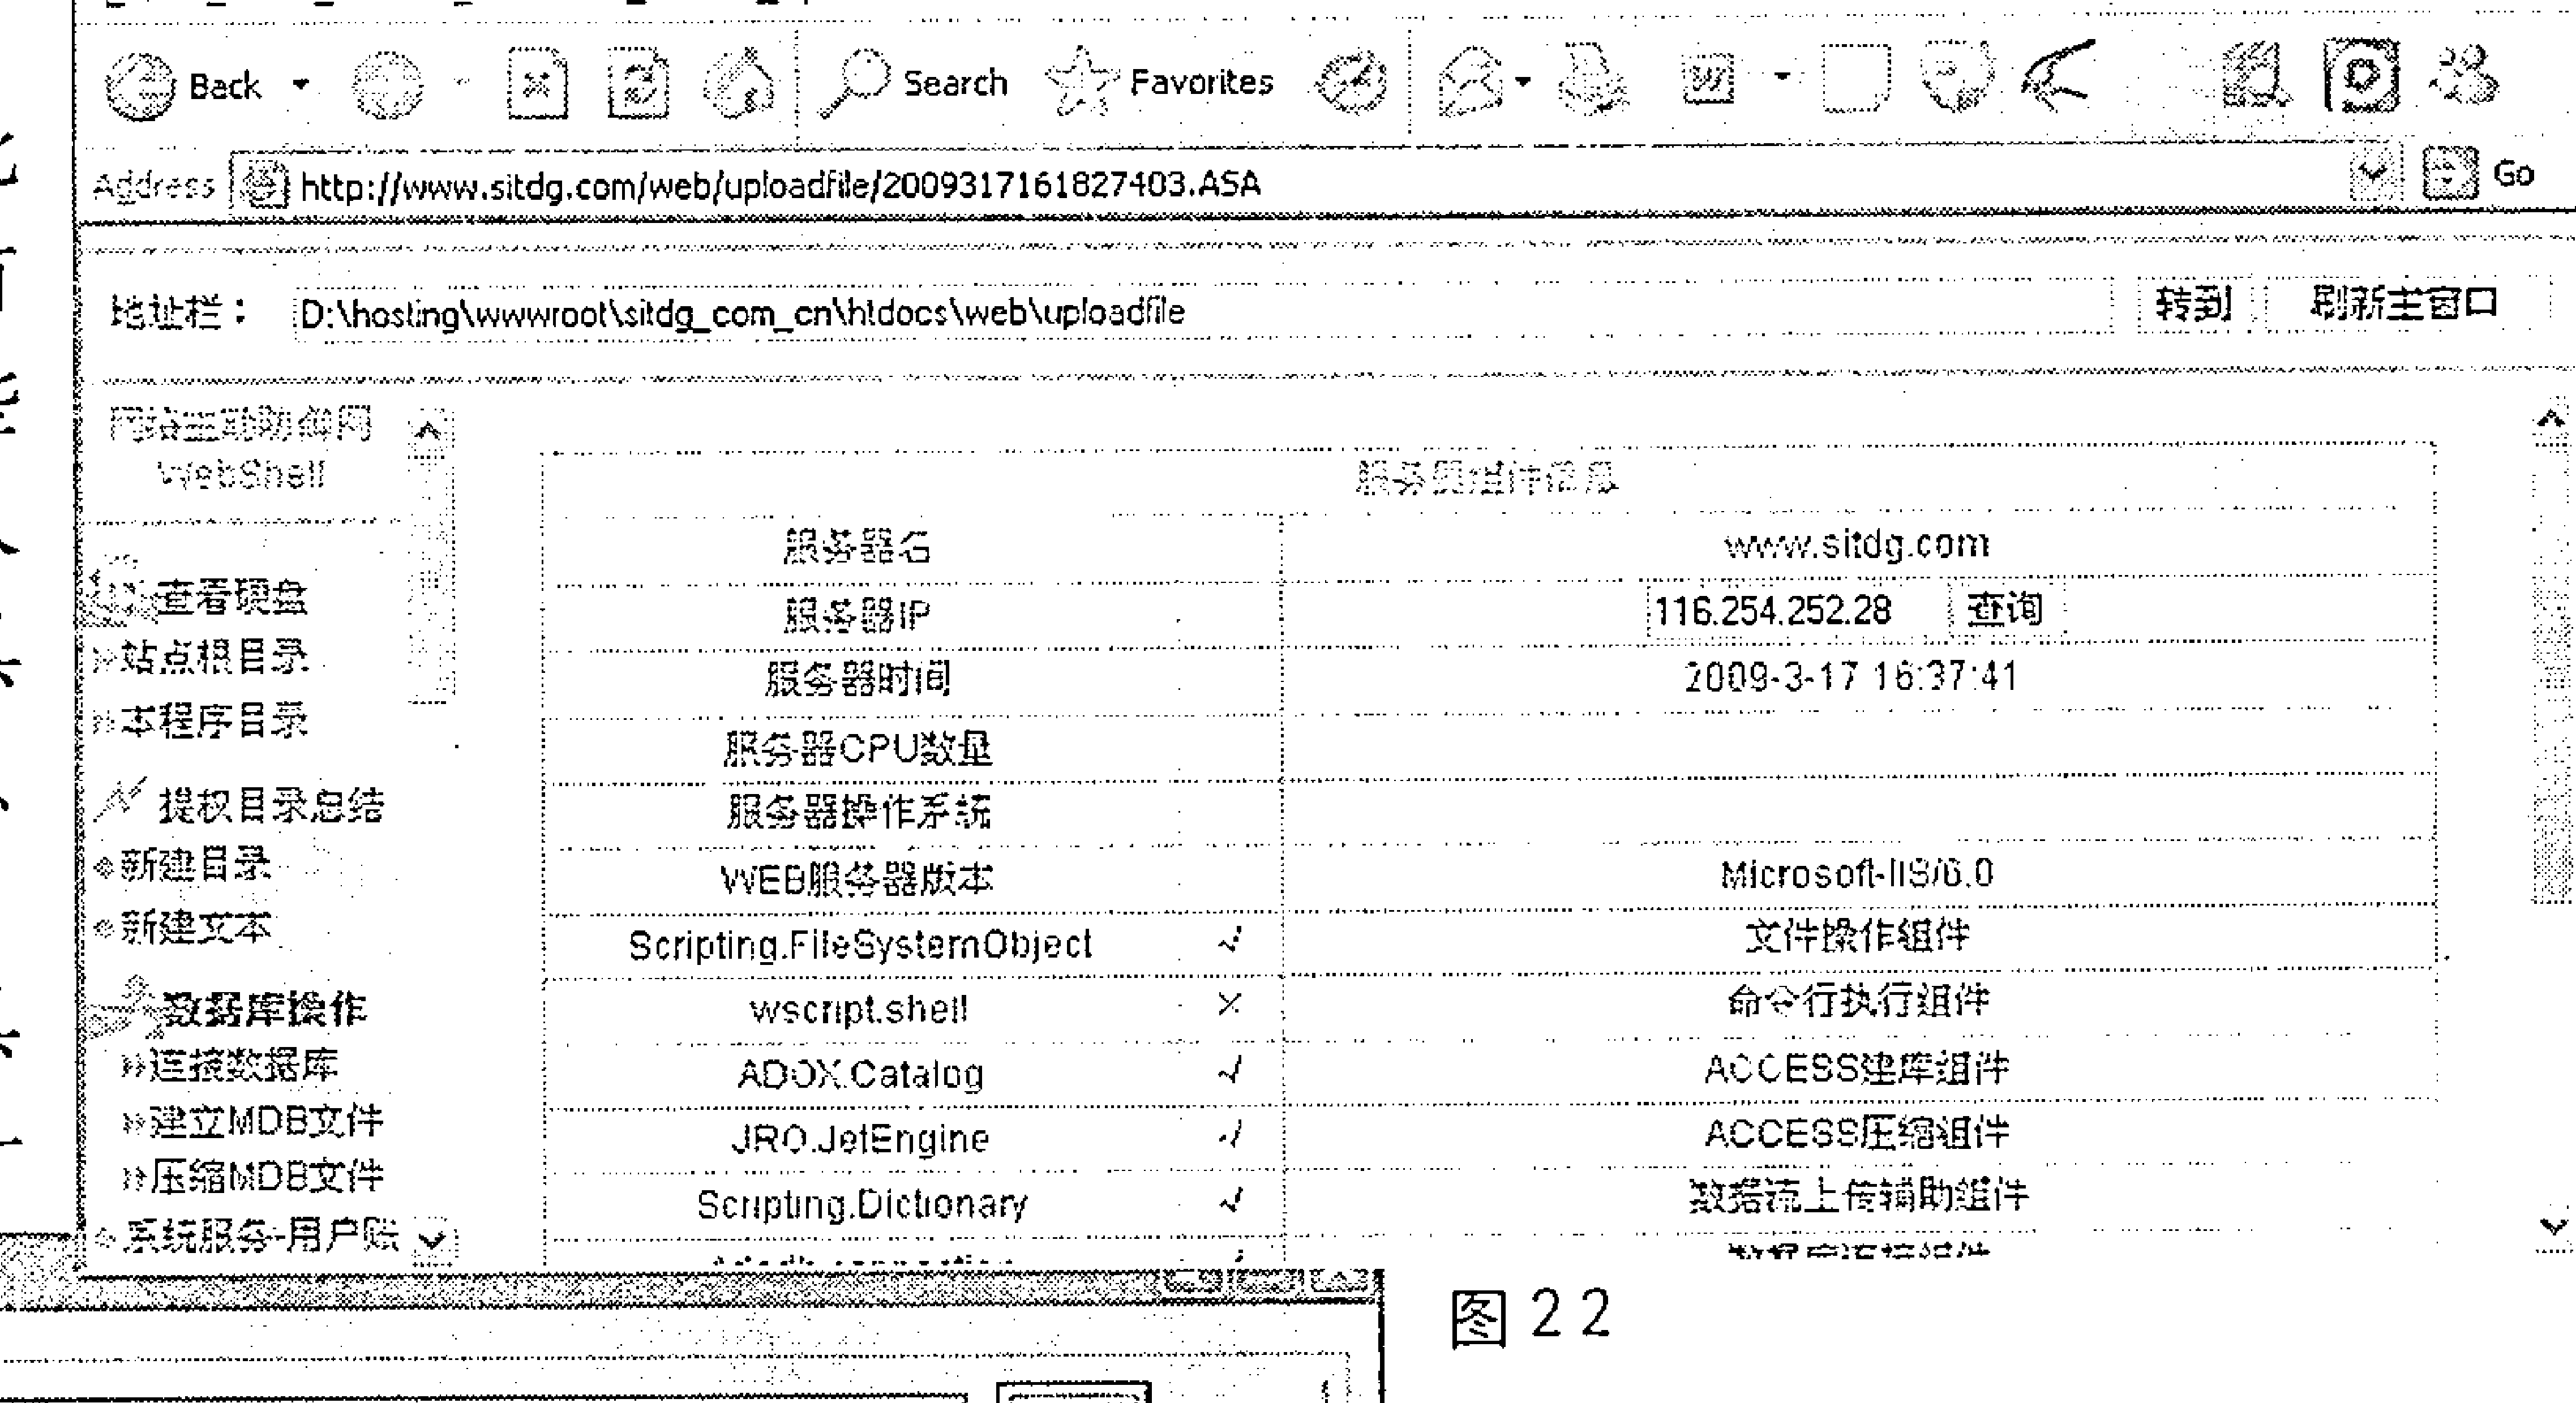 Back Search Favorites
Address http://www.sitdg.com/web/uploadfile/2009317161827403.ASA Go
地址栏： D:\hosting\wwwroot\sitdg_com_cn\htdocs\web\uploadfile 转到 刷新主窗口
WebShell
服务器组件信息
服务器名 www.sitdg.com
查看硬盘
服务器IP 116.254.252.28 查询
站点根目录
服务器时间 2009-3-17 16:37:41
本程序目录
服务器CPU数量
提权目录总结
服务器操作系统
新建目录
WEB服务器版本 Microsoft-IIS/6.0
新建文本
Scripting.FileSystemObject √ 文件操作组件
数据库操作
wscript.shell × 命令行执行组件
»连接数据库
ADOX.Catalog √ ACCESS建库组件
»建立MDB文件
JRO.JetEngine √ ACCESS压缩组件
»压缩MDB文件
Scripting.Dictionary √ 数据流上传辅助组件
系统服务-用户账
图22